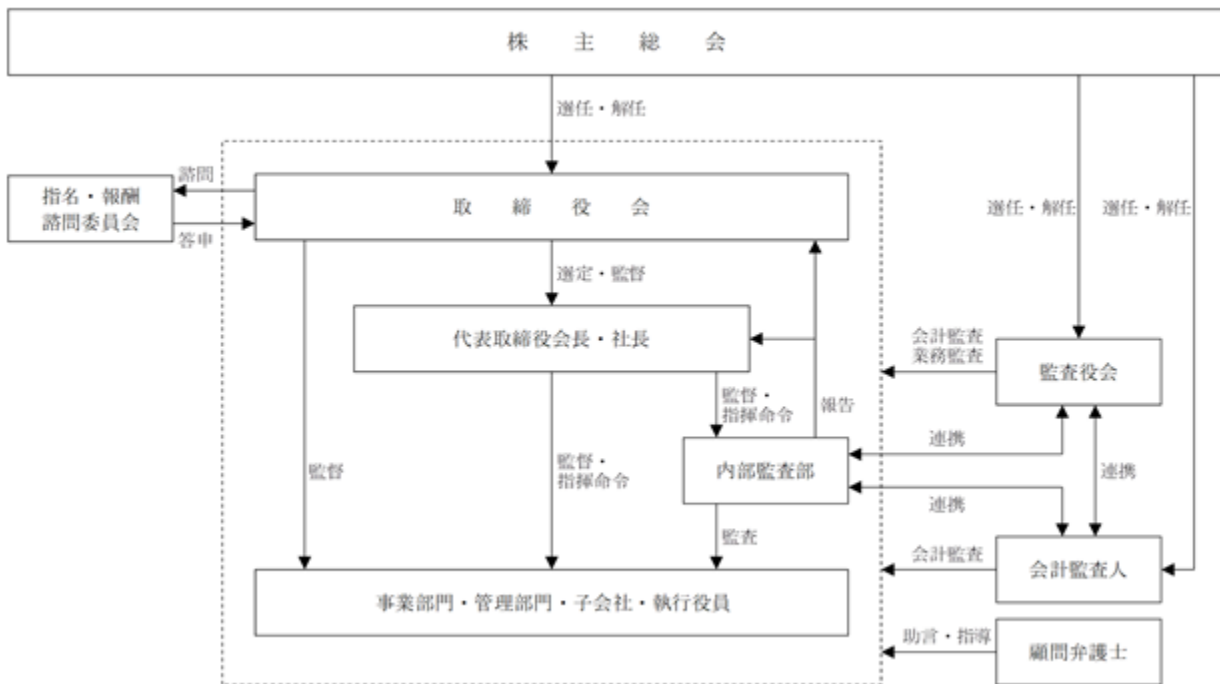 株主総会
選任・解任
諮問
指名・報酬
諮問委員会
答申
取締役会
選任・解任
選任・解任
選定・監督
代表取締役会長・社長
会計監査
業務監査
監査役会
監督・
指揮命令
報告
連携
監督
監督・
指揮命令
内部監査部
連携
連携
監査
会計監査
会計監査人
事業部門・管理部門・子会社・執行役員
助言・指導
顧問弁護士